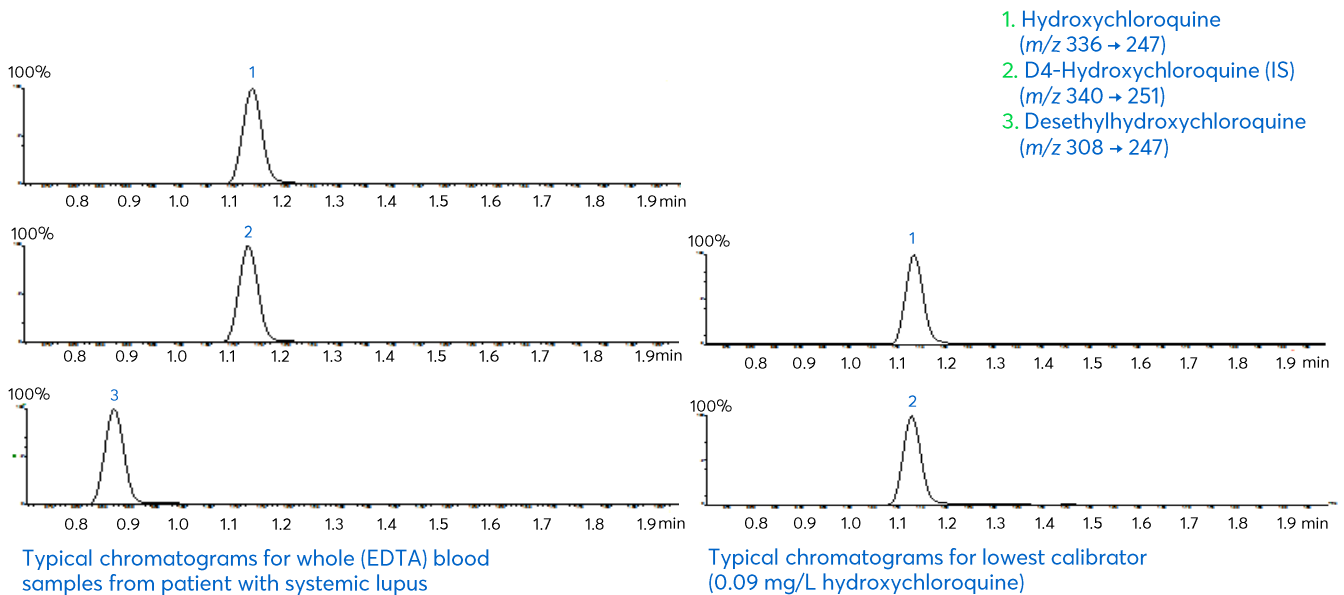 1. Hydroxychloroquine
(m/z 336 → 247)
2. D4-Hydroxychloroquine (IS)
(m/z 340 → 251)
3. Desethylhydroxychloroquine
(m/z 308 → 247)
100%
1
0.8 0.9 1.0 1.1 1.2 1.3 1.4 1.5 1.6 1.7 1.8 1.9 min
100%
2
0.8 0.9 1.0 1.1 1.2 1.3 1.4 1.5 1.6 1.7 1.8 1.9 min
100%
3
0.8 0.9 1.0 1.1 1.2 1.3 1.4 1.5 1.6 1.7 1.8 1.9 min
Typical chromatograms for whole (EDTA) blood
samples from patient with systemic lupus
100%
1
0.8 0.9 1.0 1.1 1.2 1.3 1.4 1.5 1.6 1.7 1.8 1.9 min
100%
2
0.8 0.9 1.0 1.1 1.2 1.3 1.4 1.5 1.6 1.7 1.8 1.9 min
Typical chromatograms for lowest calibrator
(0.09 mg/L hydroxychloroquine)